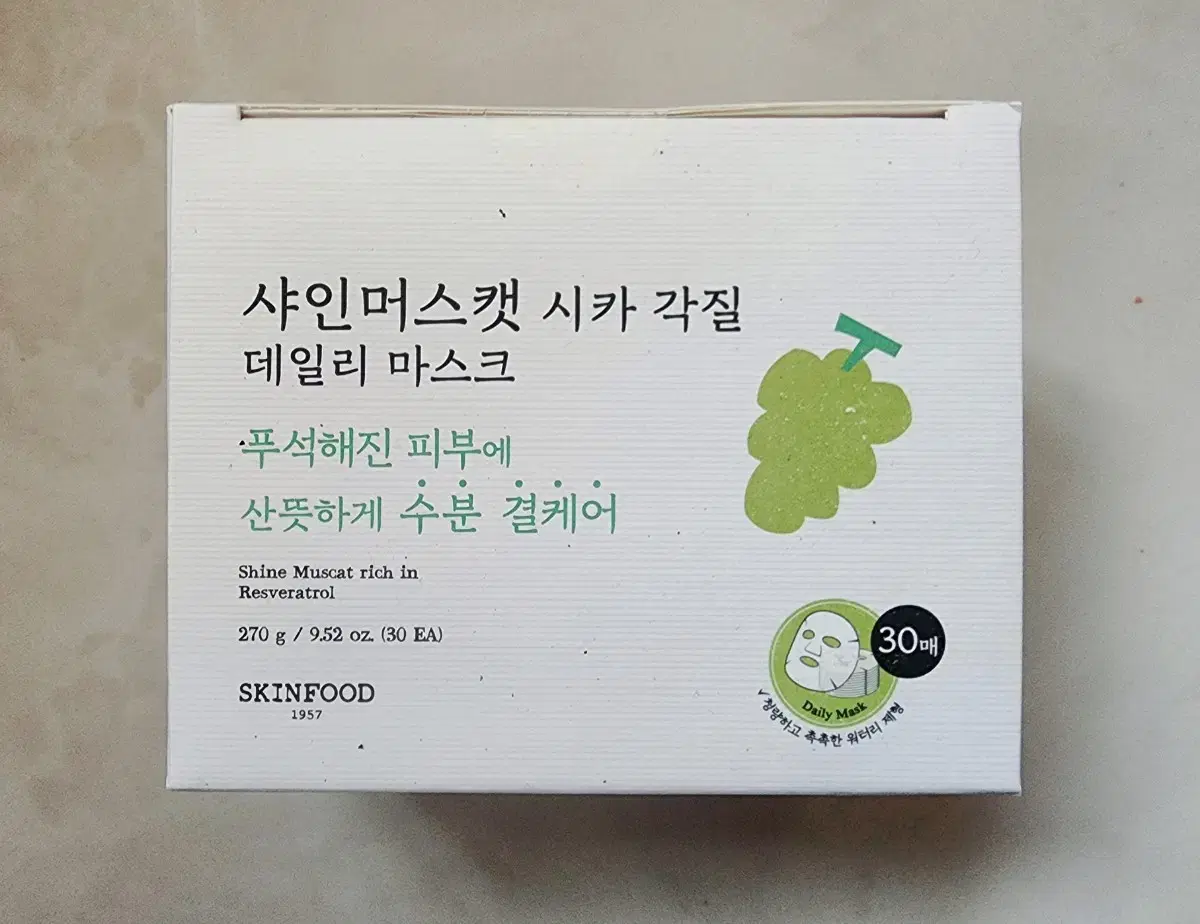 샤인머스캣 시카 각질
데일리 마스크
푸석해진 피부에
산뜻하게 수분 결케어
Shine Muscat rich in
Resveratrol
270 g / 9.52 oz. (30 EA)
SKINFOOD
1957
30매
Daily Mask
✓청량하고 촉촉한 워터리 제형